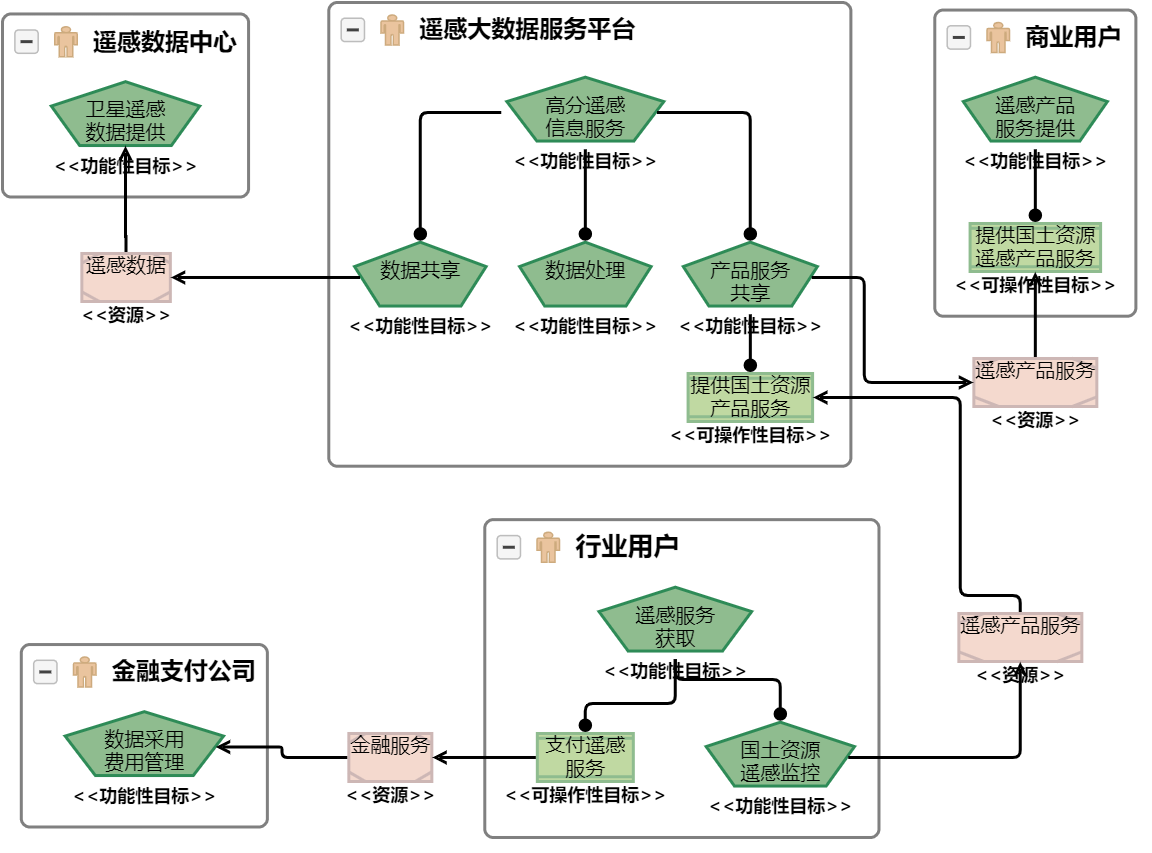 遥感数据中心
卫星遥感
数据提供
<<功能性目标>>
遥感数据
<<资源>>
遥感大数据服务平台
高分遥感
信息服务
<<功能性目标>>
数据共享
<<功能性目标>>
数据处理
<<功能性目标>>
产品服务
共享
<<功能性目标>>
提供国土资源
产品服务
<<可操作性目标>>
商业用户
遥感产品
服务提供
<<功能性目标>>
提供国土资源
遥感产品服务
<<可操作性目标>>
遥感产品服务
<<资源>>
行业用户
遥感服务
获取
<<功能性目标>>
支付遥感
服务
<<可操作性目标>>
国土资源
遥感监控
<<功能性目标>>
遥感产品服务
<<资源>>
金融支付公司
数据采用
费用管理
<<功能性目标>>
金融服务
<<资源>>